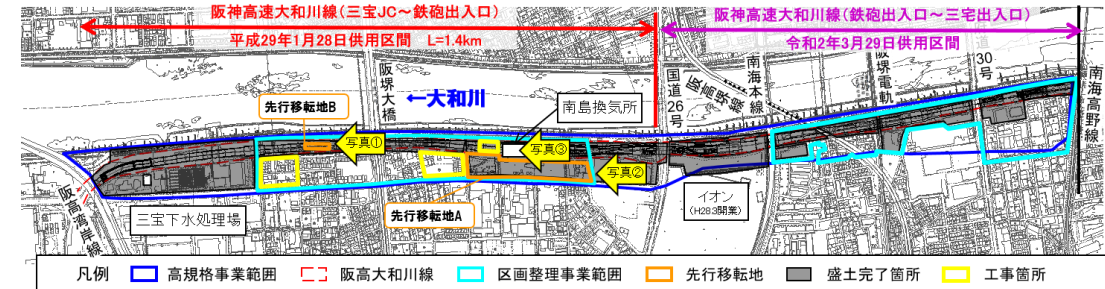 阪神高速大和川線(三宝JC～鉄砲出入口)
平成29年1月28日供用区間 L=1.4km
阪神高速大和川線(鉄砲出入口～三宅出入口)
令和2年3月29日供用区間
阪堺大橋
←大和川
国道26号
阪高堺線
南海本線
阪堺電軌
30号
南海高野線
先行移転地B
南島換気所
写真①
写真③
写真②
阪高湾岸線
三宝下水処理場
先行移転地A
イオン
(H28.3開業)
凡例 高規格事業範囲 阪高大和川線 区画整理事業範囲 先行移転地 盛土完了箇所 工事箇所